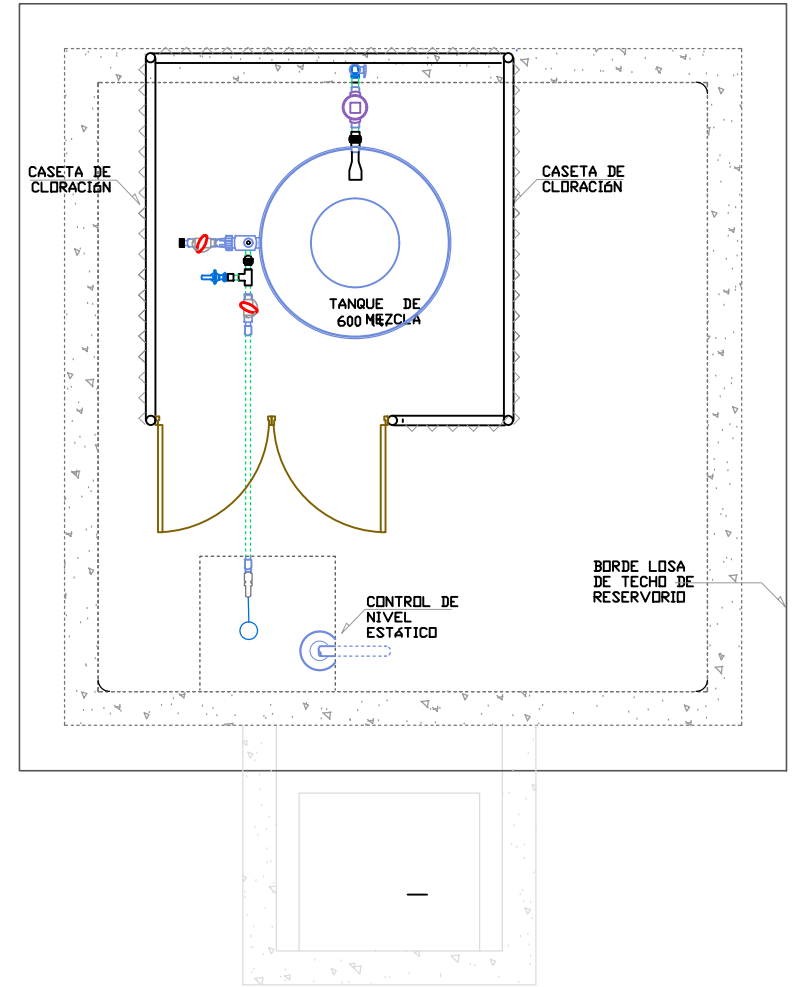 CASETA DE
CLORACIóN
CASETA DE
CLORACIóN
TANQUE DE
MEZCLA
600
BORDE LOSA
DE TECHO DE
RESERVORIO
CONTROL DE
NIVEL
ESTáTICO